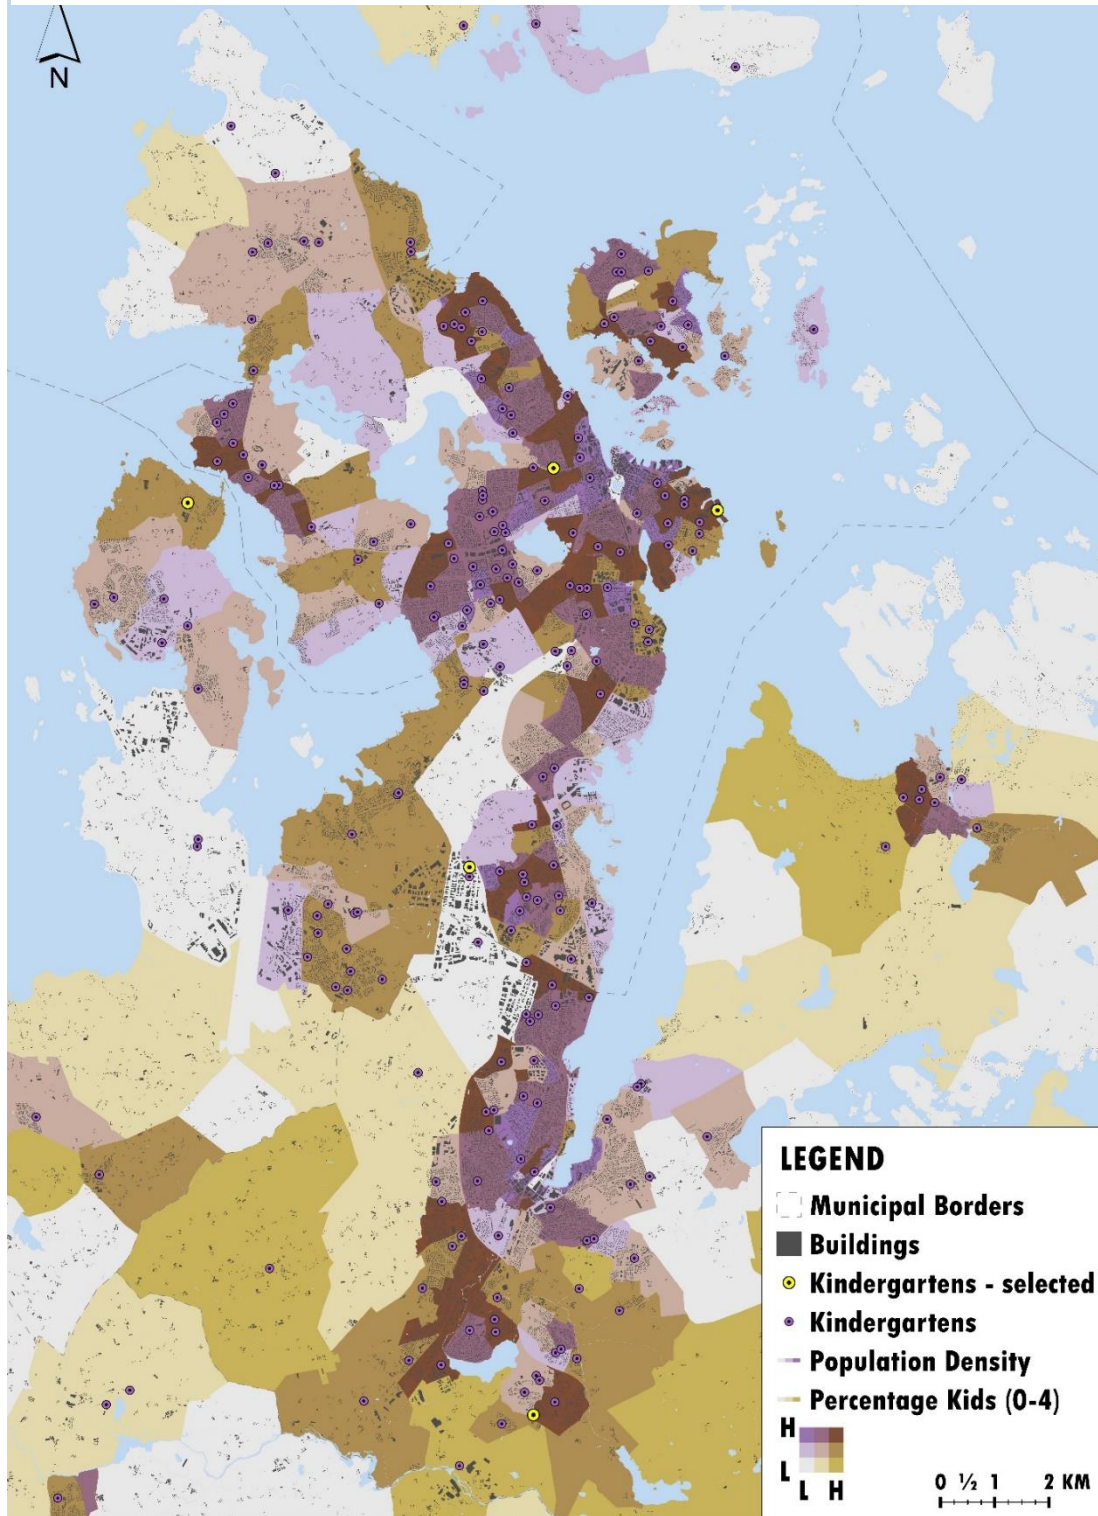 N
LEGEND
Municipal Borders
Buildings
Kindergartens - selected
Kindergartens
Population Density
Percentage Kids (0-4)
H
L
L H
0 ½ 1 2 KM